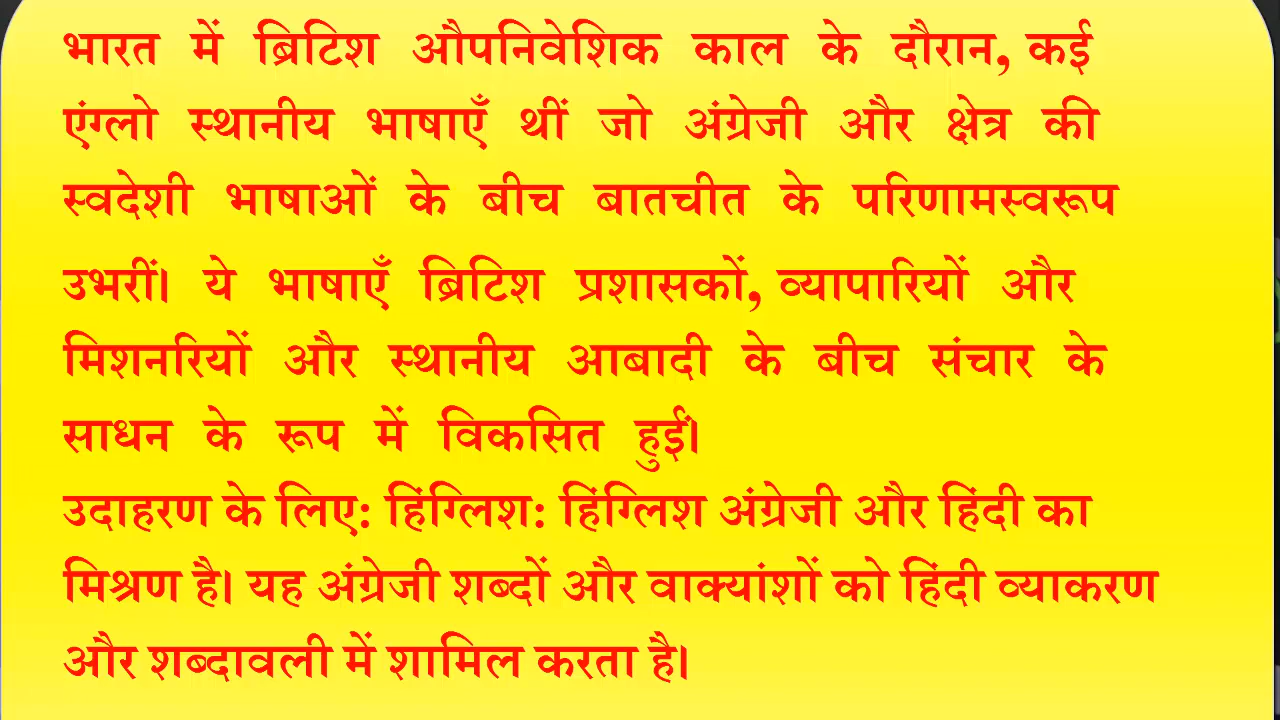 भारत में ब्रिटिश औपनिवेशिक काल के दौरान, कई
एंग्लो स्थानीय भाषाएँ थीं जो अंग्रेजी और क्षेत्र की
स्वदेशी भाषाओं के बीच बातचीत के परिणामस्वरूप
उभरीं। ये भाषाएँ ब्रिटिश प्रशासकों, व्यापारियों और
मिशनरियों और स्थानीय आबादी के बीच संचार के
साधन के रूप में विकसित हुईं।
उदाहरण के लिए: हिंग्लिश: हिंग्लिश अंग्रेजी और हिंदी का
मिश्रण है। यह अंग्रेजी शब्दों और वाक्यांशों को हिंदी व्याकरण
और शब्दावली में शामिल करता है।